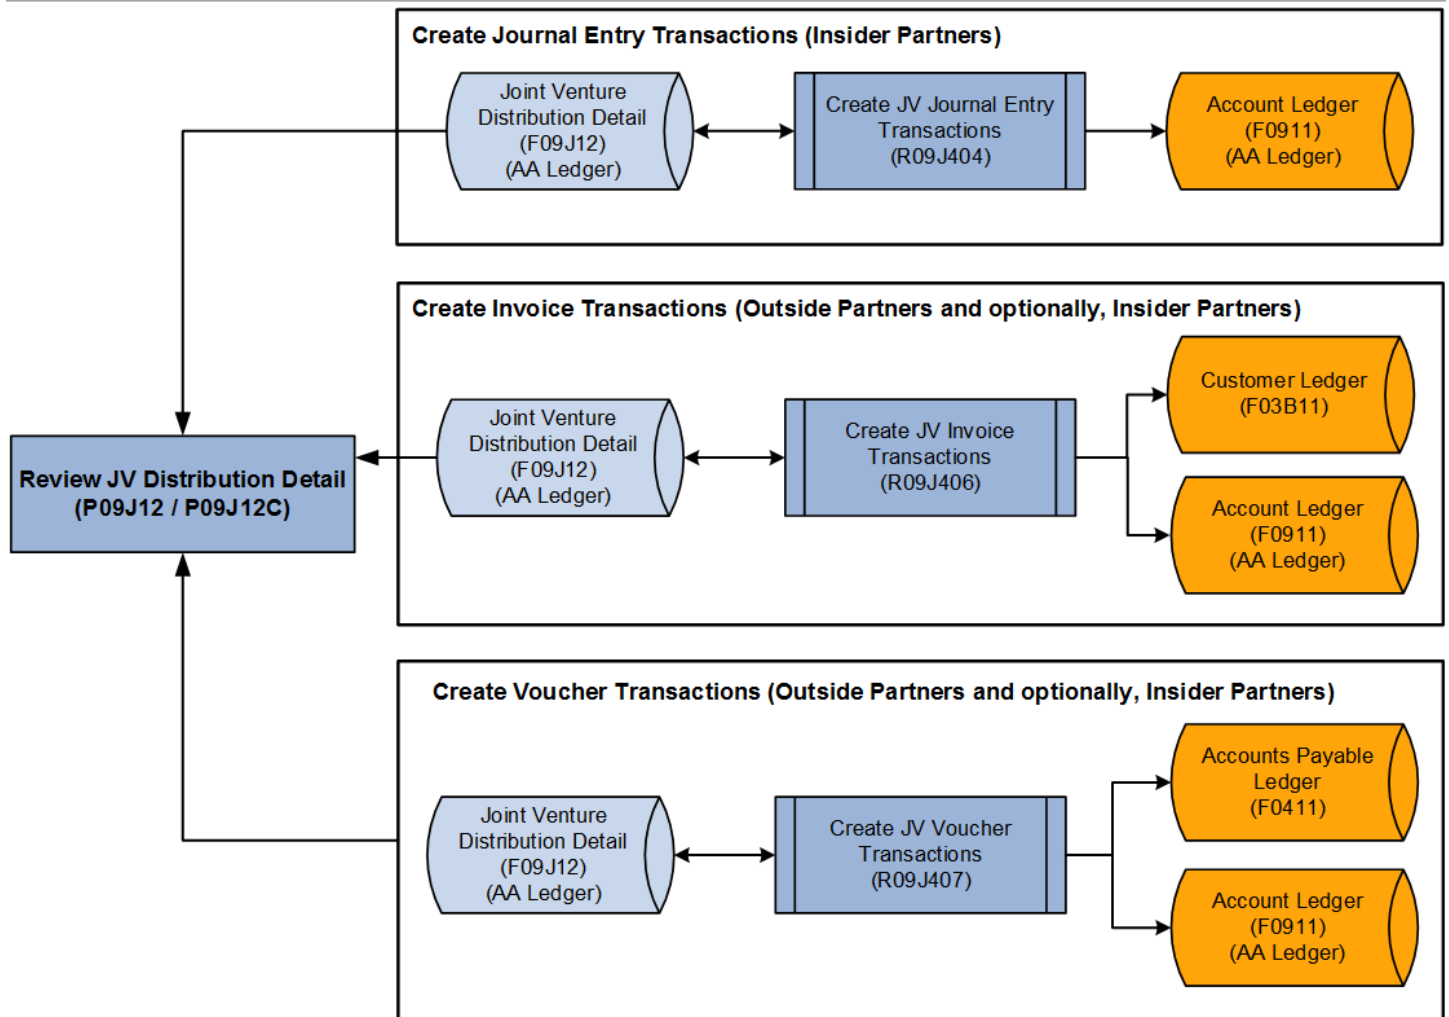 Create Journal Entry Transactions (Insider Partners)
Joint Venture
Distribution Detail
(F09J12)
(AA Ledger)
Create JV Journal Entry
Transactions
(R09J404)
Account Ledger
(F0911)
(AA Ledger)
Create Invoice Transactions (Outside Partners and optionally, Insider Partners)
Joint Venture
Distribution Detail
(F09J12)
(AA Ledger)
Create JV Invoice
Transactions
(R09J406)
Customer Ledger
(F03B11)
Account Ledger
(F0911)
(AA Ledger)
Review JV Distribution Detail
(P09J12 / P09J12C)
Create Voucher Transactions (Outside Partners and optionally, Insider Partners)
Joint Venture
Distribution Detail
(F09J12)
(AA Ledger)
Create JV Voucher
Transactions
(R09J407)
Accounts Payable
Ledger
(F0411)
Account Ledger
(F0911)
(AA Ledger)